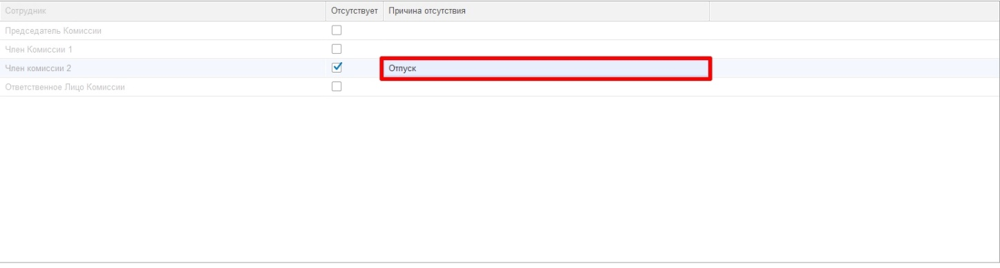 Сотрудник Отсутствует Причина отсутствия
Председатель Комиссии
Член Комиссии 1
Член комиссии 2 Отпуск
Ответственное Лицо Комиссии